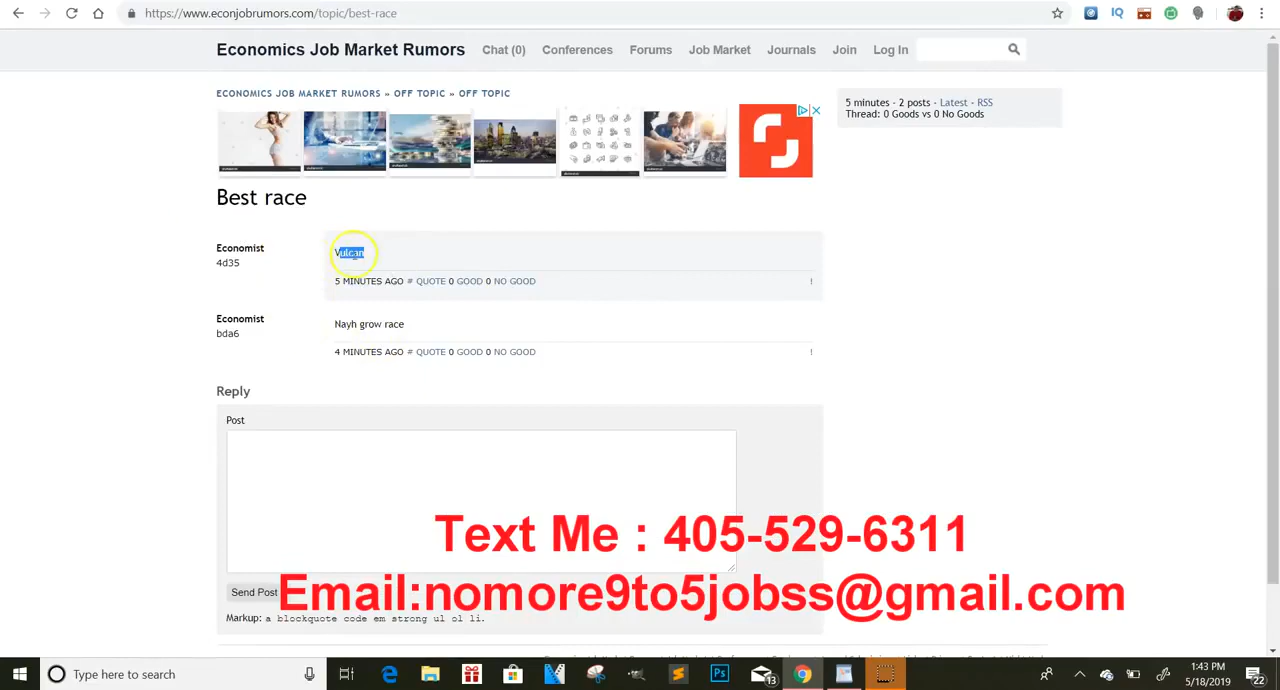 https://www.econjobrumors.com/topic/best-race
IQ
Economics Job Market Rumors
Chat (0) Conferences Forums Job Market Journals Join Log In
ECONOMICS JOB MARKET RUMORS » OFF TOPIC » OFF TOPIC
5 minutes - 2 posts - Latest - RSS
Thread: 0 Goods vs 0 No Goods
Best race
Economist
4d35
Vulcan
5 MINUTES AGO # QUOTE 0 GOOD 0 NO GOOD !
Economist
bda6
Nayh grow race
4 MINUTES AGO # QUOTE 0 GOOD 0 NO GOOD !
Reply
Post
Text Me : 405-529-6311
Send Post
Email:nomore9to5jobss@gmail.com
Markup: a blockquote code em strong ul ol li.
Type here to search
Ps
13
1:43 PM
5/18/2019
22